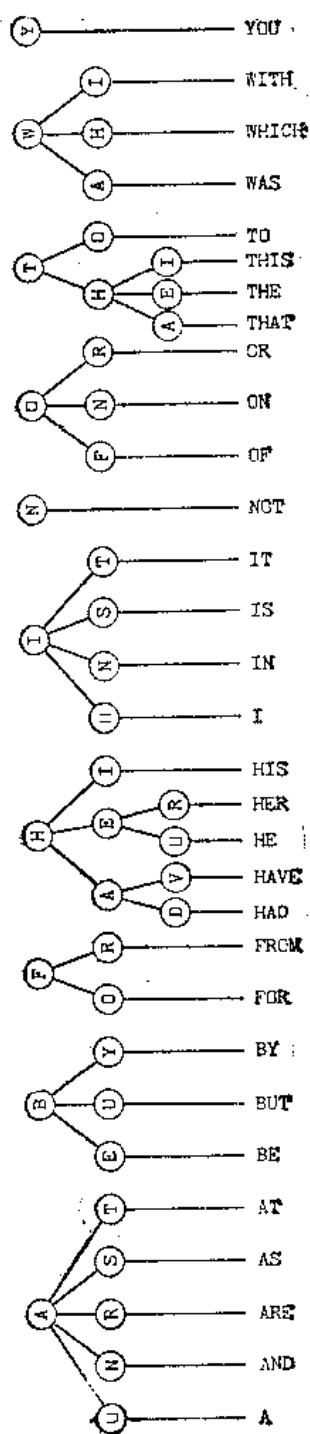 Y YOU
I WITH
W H WHICH
A WAS
O TO
T I THIS
H E THE
A THAT
R OR
O N ON
F OF
N NOT
T IT
S IS
I
N IN
⊔ I
I HIS
H E R HER
⊔ HE
A V HAVE
D HAD
F R FROM
O FOR
Y BY
B U BUT
E BE
T AT
S AS
A R ARE
N AND
⊔ A